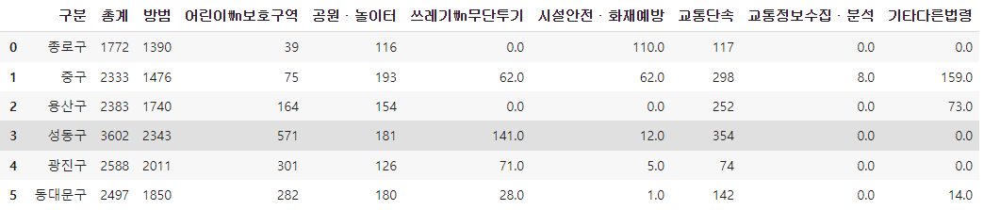 구분 총계 방범 어린이\n보호구역 공원ㆍ놀이터 쓰레기\n무단투기 시설안전ㆍ화재예방 교통단속 교통정보수집ㆍ분석 기타다른법령
0 종로구 1772 1390 39 116 0.0 110.0 117 0.0 0.0
1 중구 2333 1476 75 193 62.0 62.0 298 8.0 159.0
2 용산구 2383 1740 164 154 0.0 0.0 252 0.0 73.0
3 성동구 3602 2343 571 181 141.0 12.0 354 0.0 0.0
4 광진구 2588 2011 301 126 71.0 5.0 74 0.0 0.0
5 동대문구 2497 1850 282 180 28.0 1.0 142 0.0 14.0